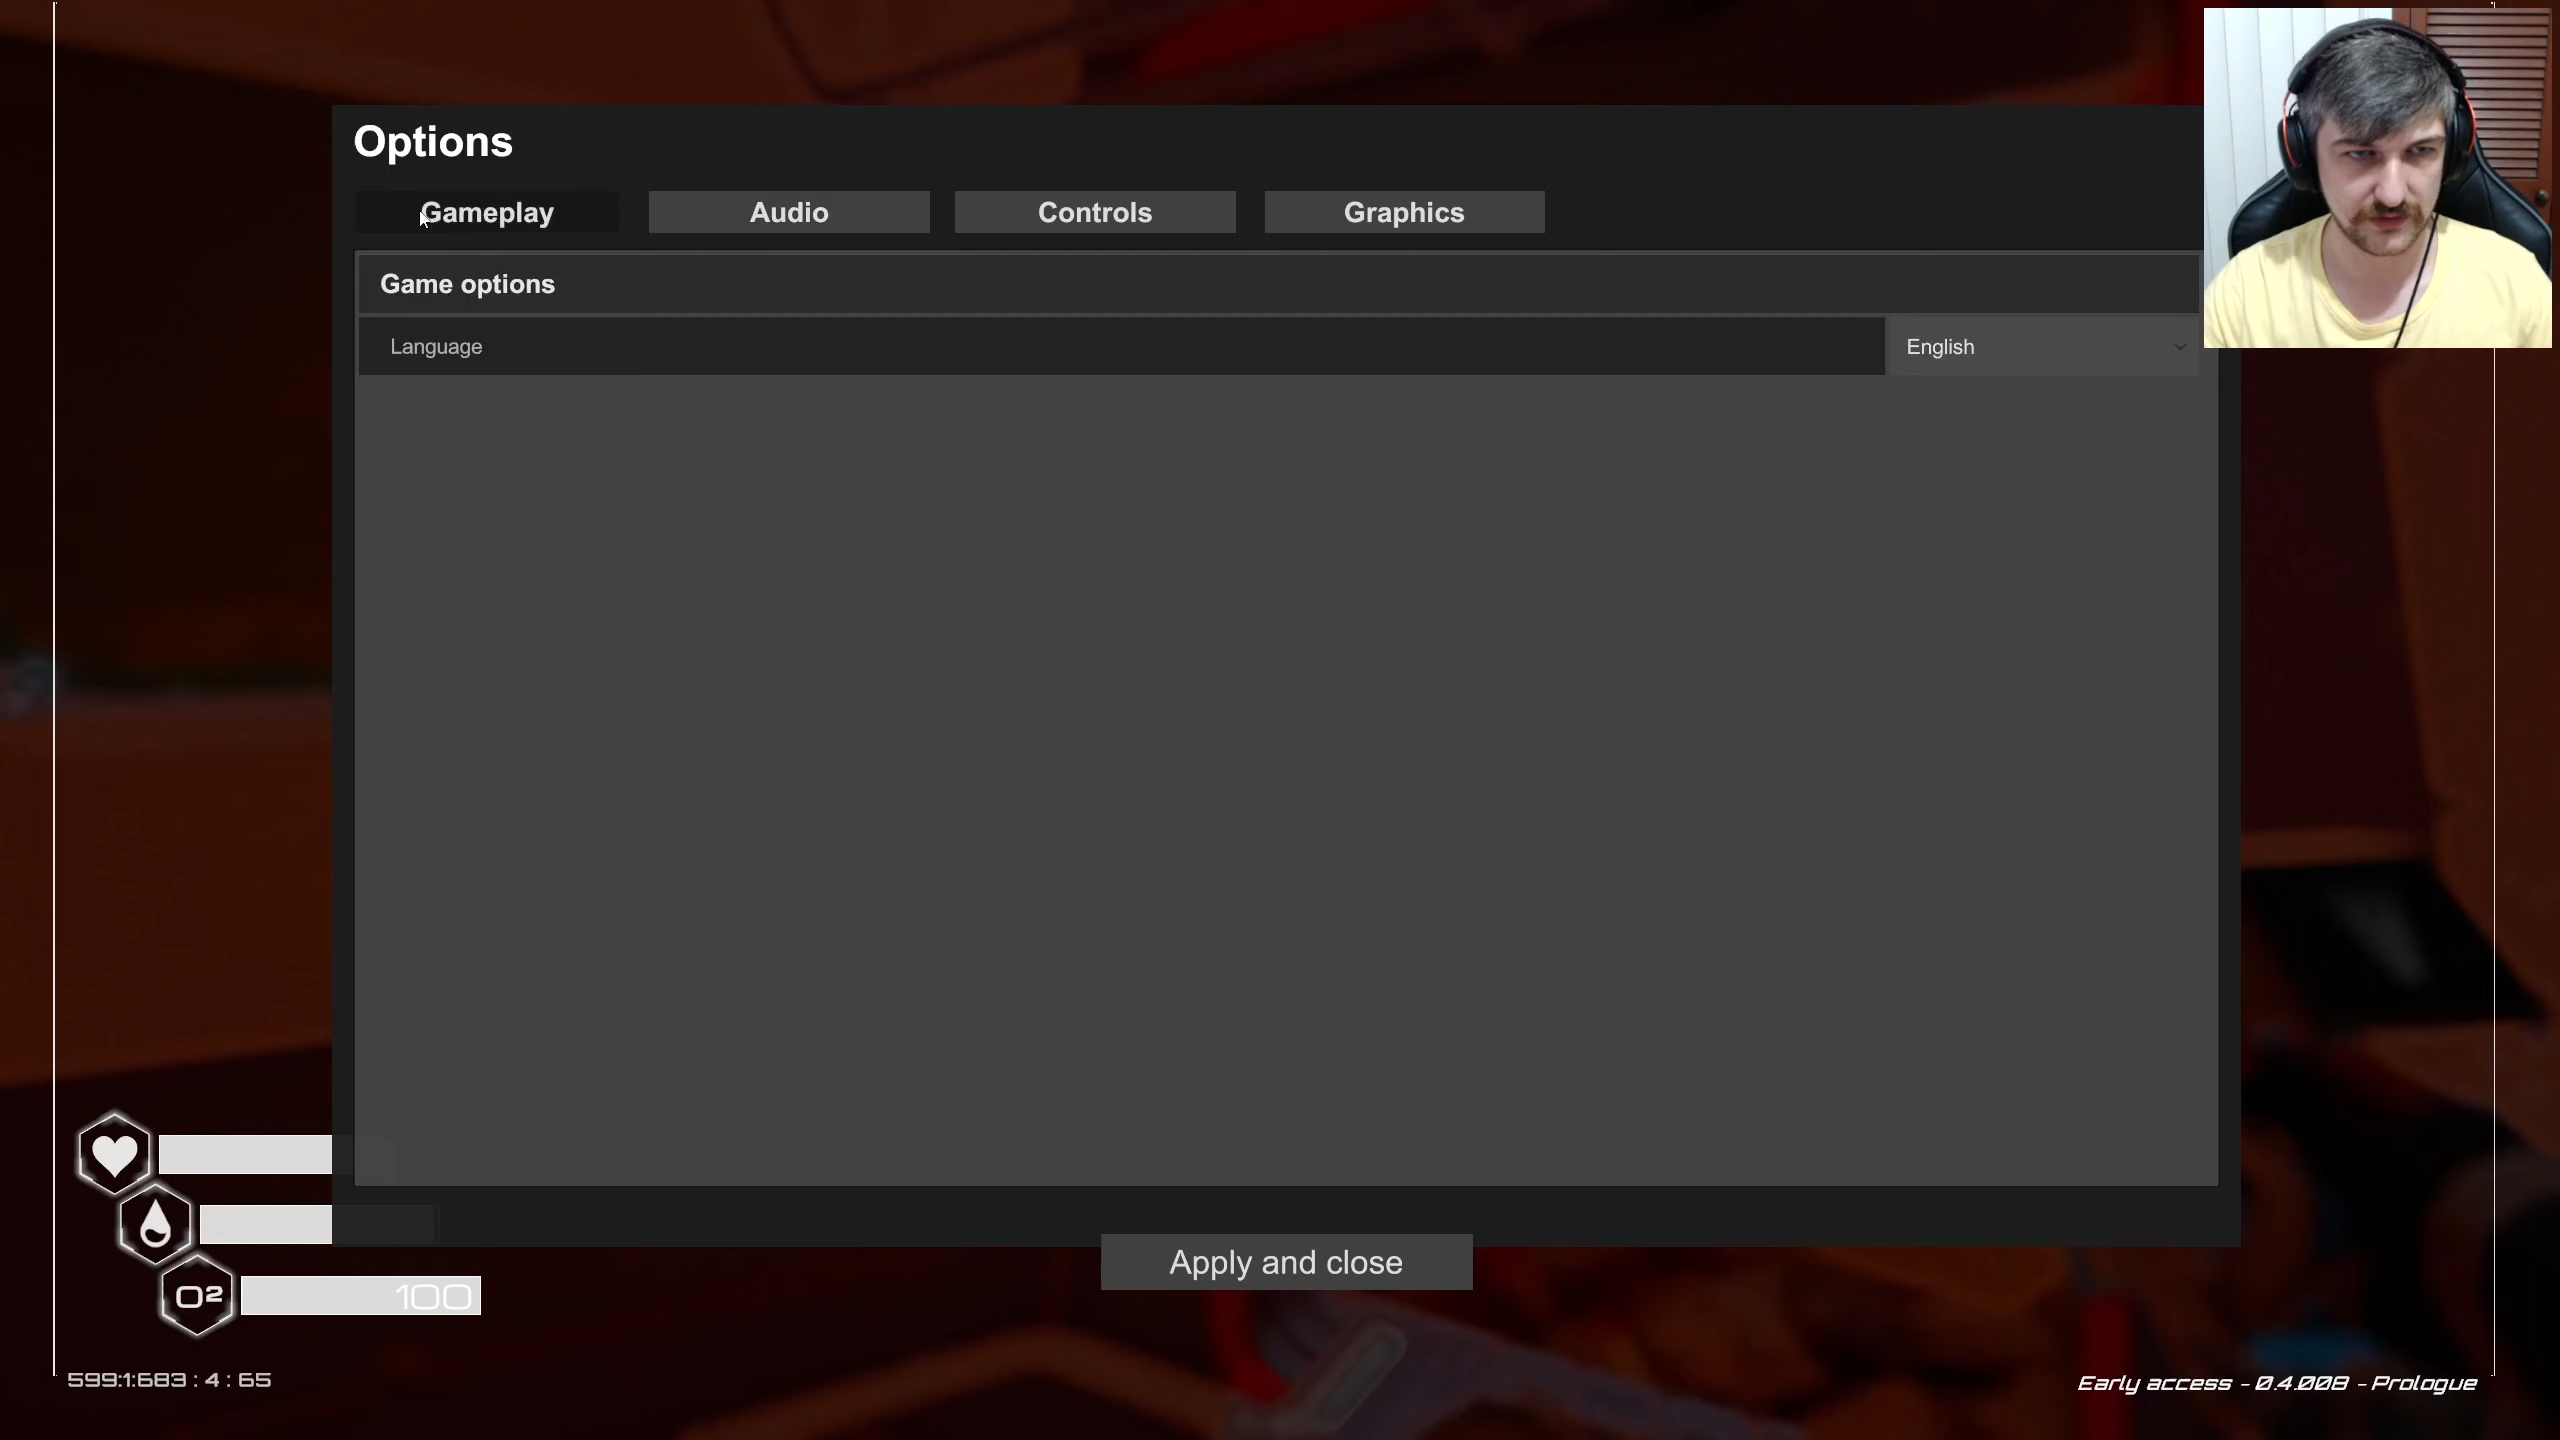 Options
Gameplay
Audio
Controls
Graphics
Game options
Language
English
Apply and close
O2
100
599:1:683 : 4 : 65
Early access - 0.4.008 - Prologue